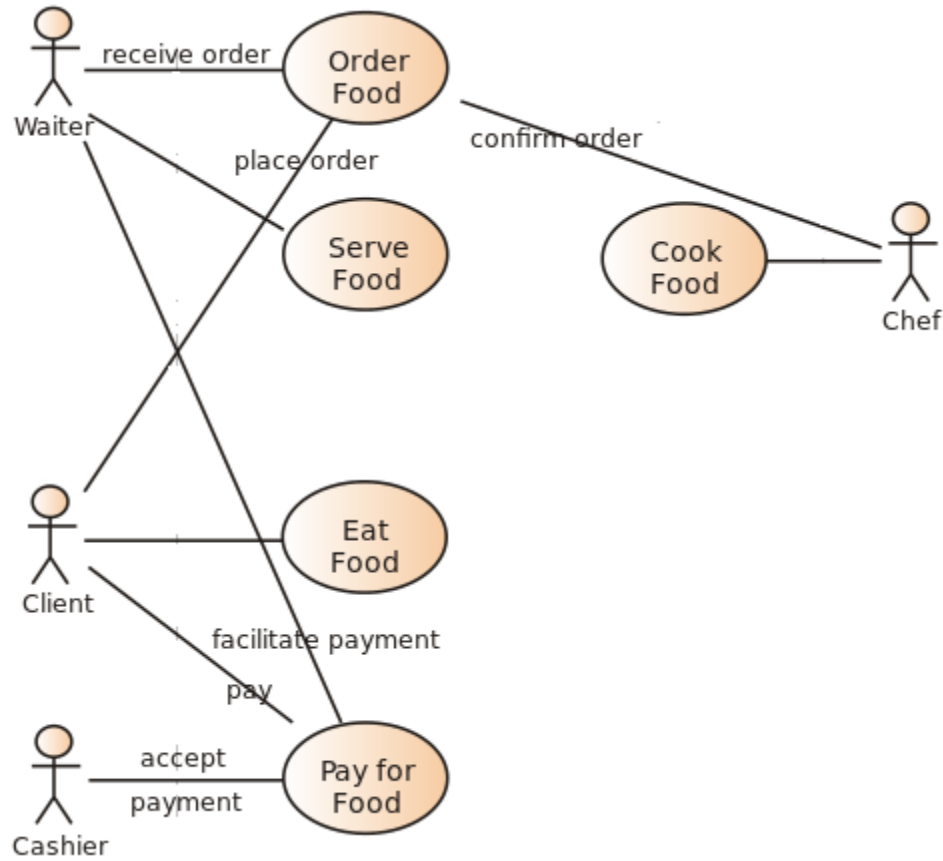 receive order
Order
Food
Waiter
confirm order
place order
Serve
Food
Cook
Food
Chef
Eat
Food
Client
facilitate payment
pay
accept
payment
Pay for
Food
Cashier